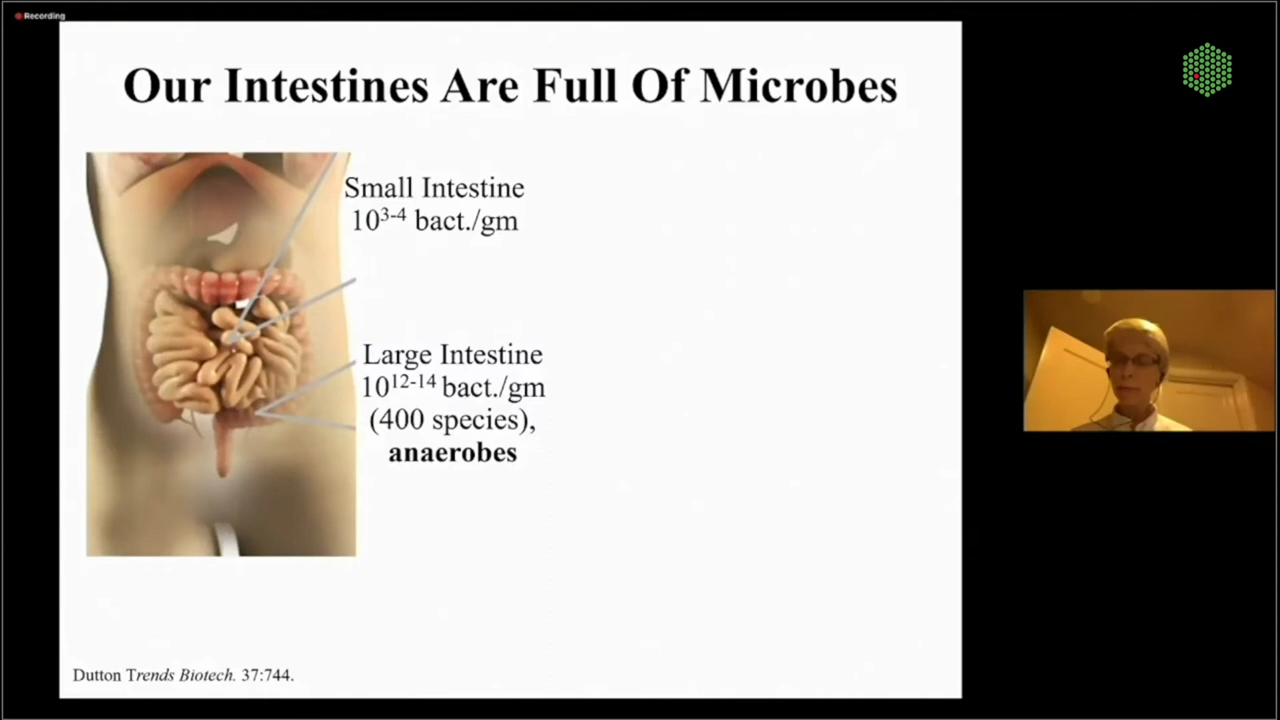 Recording
Our Intestines Are Full Of Microbes
Small Intestine
10³⁻⁴ bact./gm
Large Intestine
10¹²⁻¹⁴ bact./gm
(400 species),
anaerobes
Dutton Trends Biotech. 37:744.